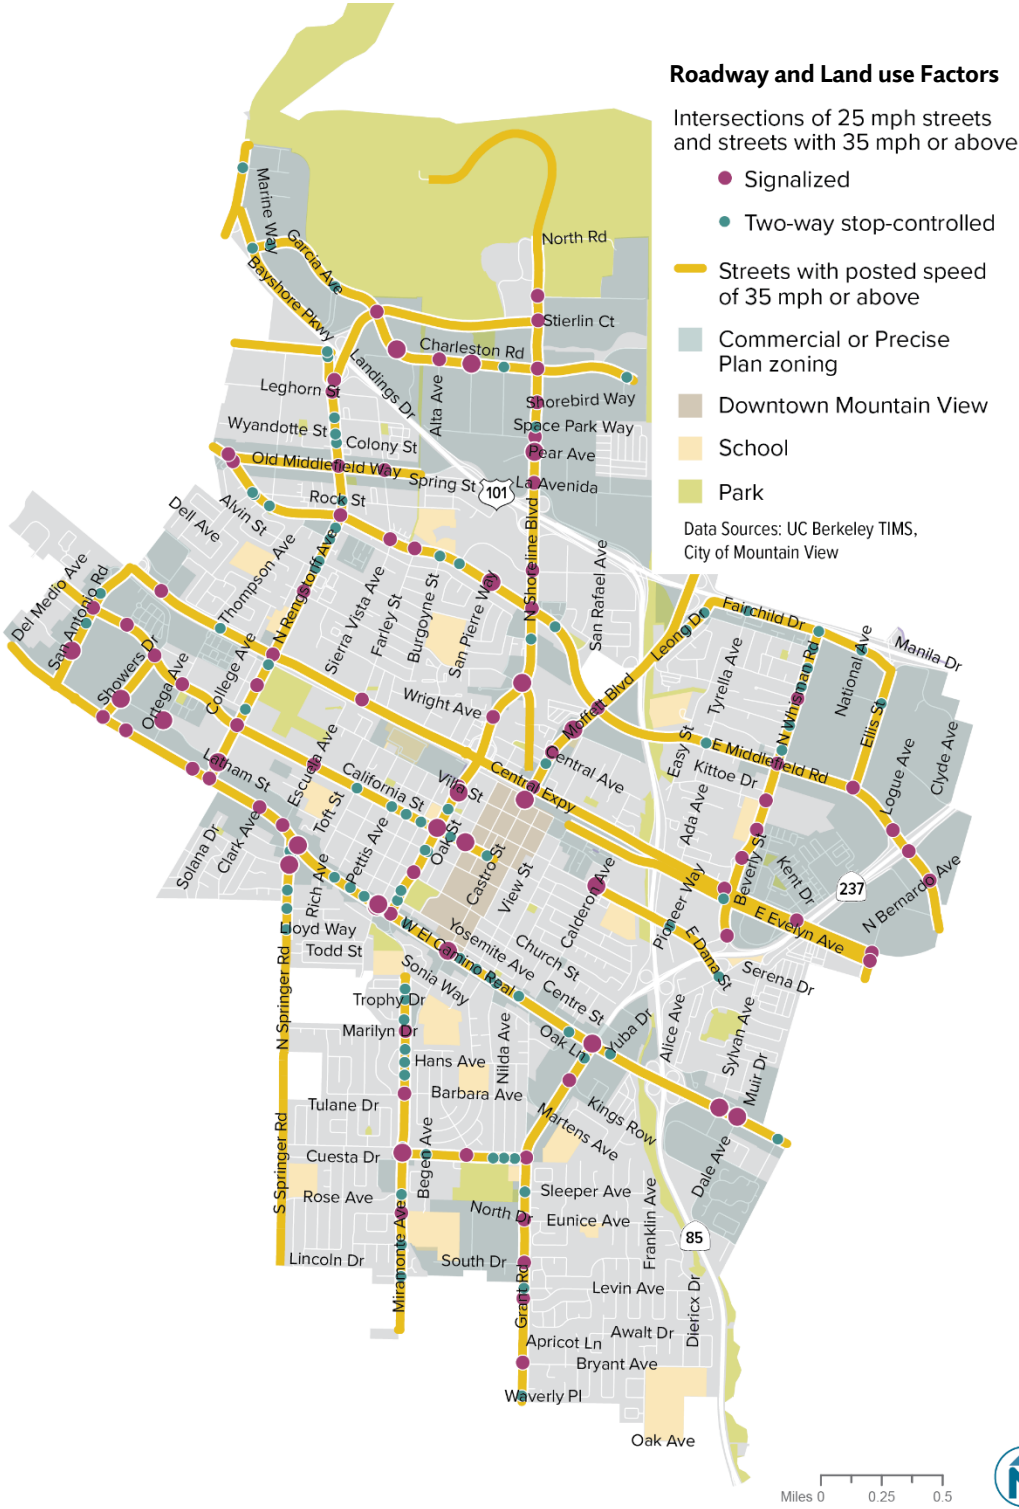 Roadway and Land use Factors
Intersections of 25 mph streets
and streets with 35 mph or above
Signalized
Two-way stop-controlled
Streets with posted speed
of 35 mph or above
Commercial or Precise
Plan zoning
Downtown Mountain View
School
Park
Data Sources: UC Berkeley TIMS,
City of Mountain View
Marine Way
Garcia Ave
Bayshore Pkwy
North Rd
Stierlin Ct
Charleston Rd
Landings Dr
Leghorn St
Alta Ave
Shorebird Way
Wyandotte St
Colony St
Space Park Way
Pear Ave
Old Middlefield Way
Spring St
La Avenida
101
Rock St
Alvin St
Dell Ave
N Shoreline Blvd
San Rafael Ave
Thompson Ave
N Rengstorff Ave
Del Medio Ave
San Antonio Rd
Sierra Vista Ave
Farley St
Burgoyne St
San Pierre Way
Leong Dr
Fairchild Dr
Manila Dr
Showers Dr
Ortega Ave
College Ave
Wright Ave
Moffett Blvd
Tyrella Ave
N Whisman Rd
National Ave
Ellis St
Easy St
E Middlefield Rd
Logue Ave
Clyde Ave
Kittoe Dr
Latham St
Escuela Ave
California St
Villa St
Central Expy
Central Ave
Ada Ave
Toft St
Solana Dr
Clark Ave
Pettis Ave
Oak St
Castro St
View St
Calderon Ave
Beverly St
Kent Dr
237
N Bernardo Ave
Rich Ave
Pioneer Way
E Dana St
E Evelyn Ave
Lloyd Way
Todd St
W El Camino Real
Yosemite Ave
Church St
Centre St
Serena Dr
Sonia Way
N Springer Rd
Trophy Dr
Marilyn Dr
Hans Ave
Barbara Ave
Nilda Ave
Oak Ln
Yuba Dr
Alice Ave
Sylvan Ave
Muir Dr
Tulane Dr
Martens Ave
Kings Row
Cuesta Dr
Begen Ave
Dale Ave
S Springer Rd
Rose Ave
Sleeper Ave
North Dr
Eunice Ave
Franklin Ave
85
Lincoln Dr
Miramonte Ave
South Dr
Grant Rd
Levin Ave
Diericx Dr
Awalt Dr
Apricot Ln
Bryant Ave
Waverly Pl
Oak Ave
Miles 0 0.25 0.5